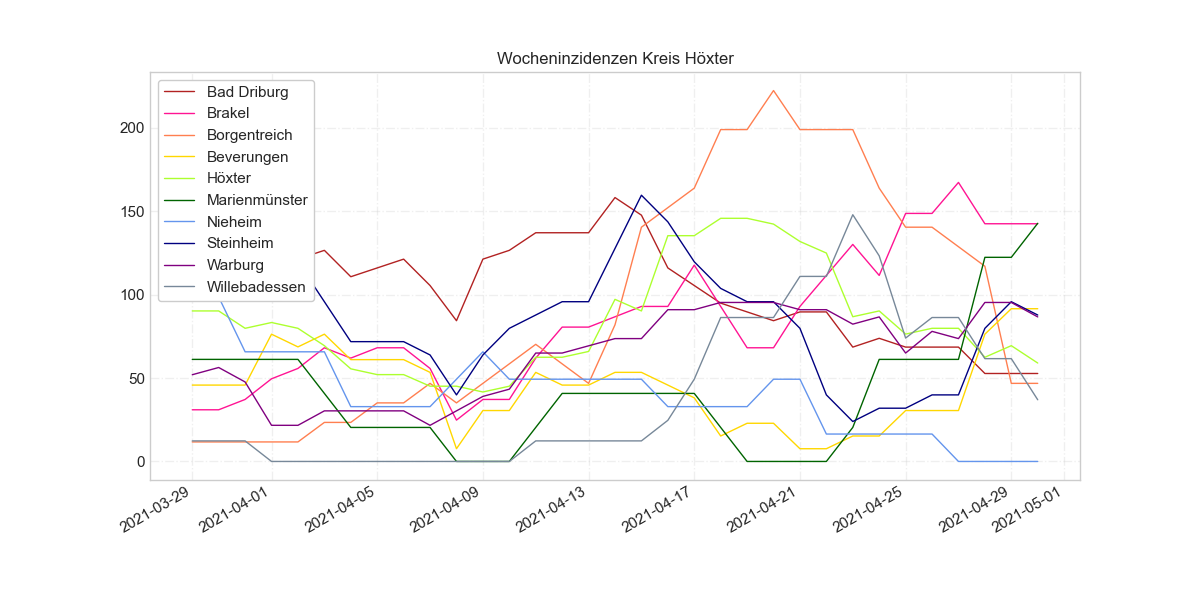 Wocheninzidenzen Kreis Höxter
Bad Driburg
Brakel
Borgentreich
Beverungen
Höxter
Marienmünster
Nieheim
Steinheim
Warburg
Willebadessen
200
150
100
50
0
2021-03-29
2021-04-01
2021-04-05
2021-04-09
2021-04-13
2021-04-17
2021-04-21
2021-04-25
2021-04-29
2021-05-01